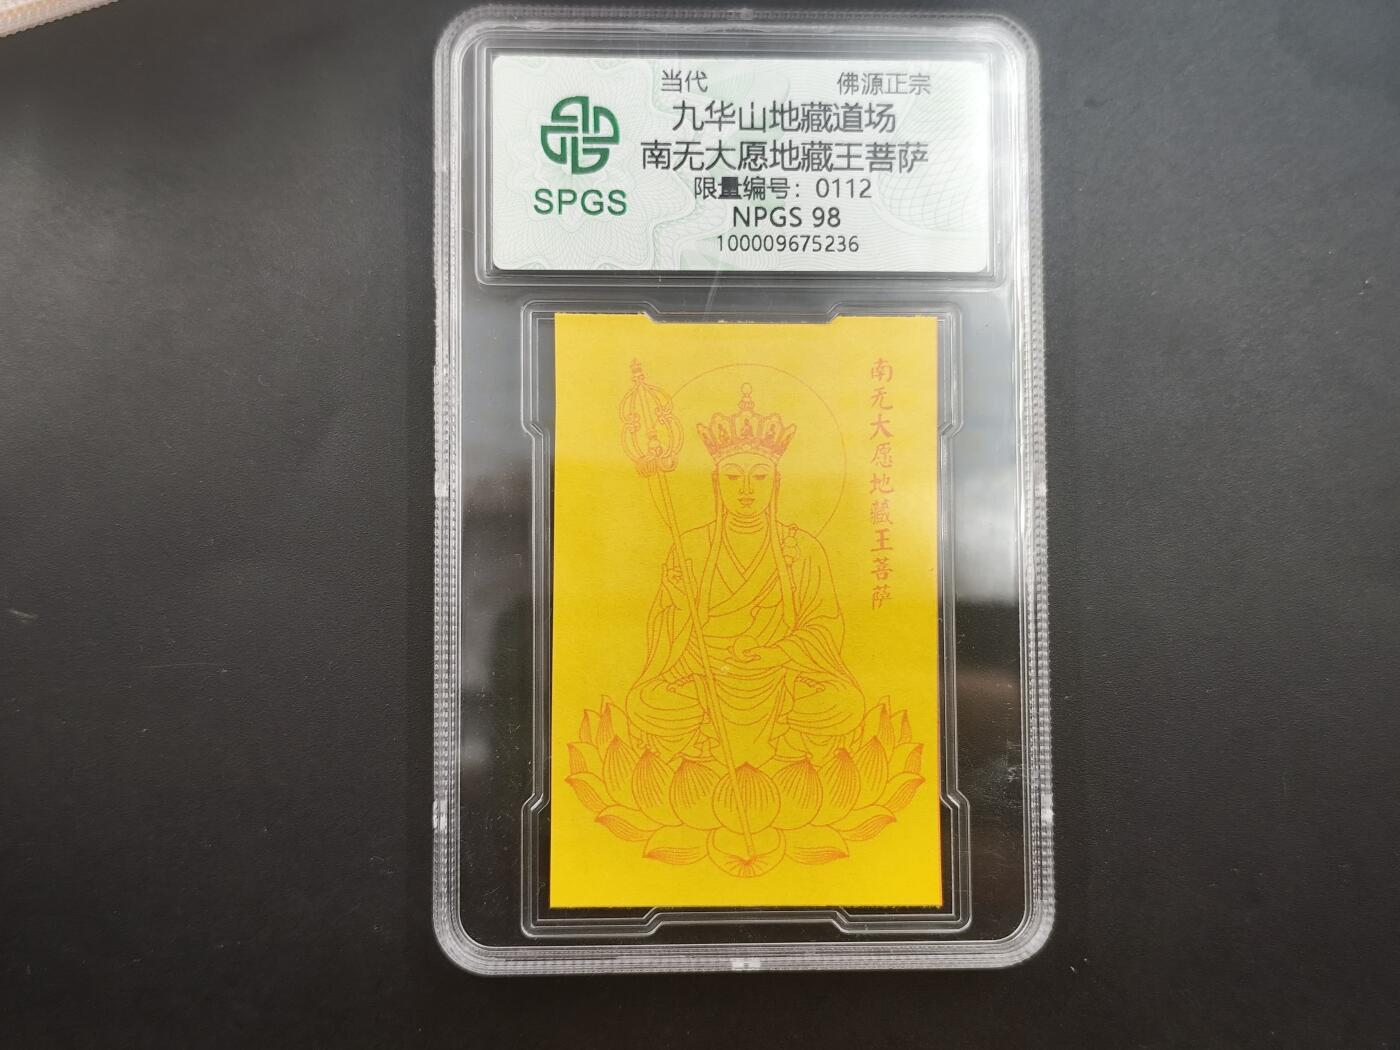 当代 佛源正宗
九华山地藏道场
南无大愿地藏王菩萨
限量编号：0112
NPGS 98
100009675236
SPGS
南无大愿地藏王菩萨